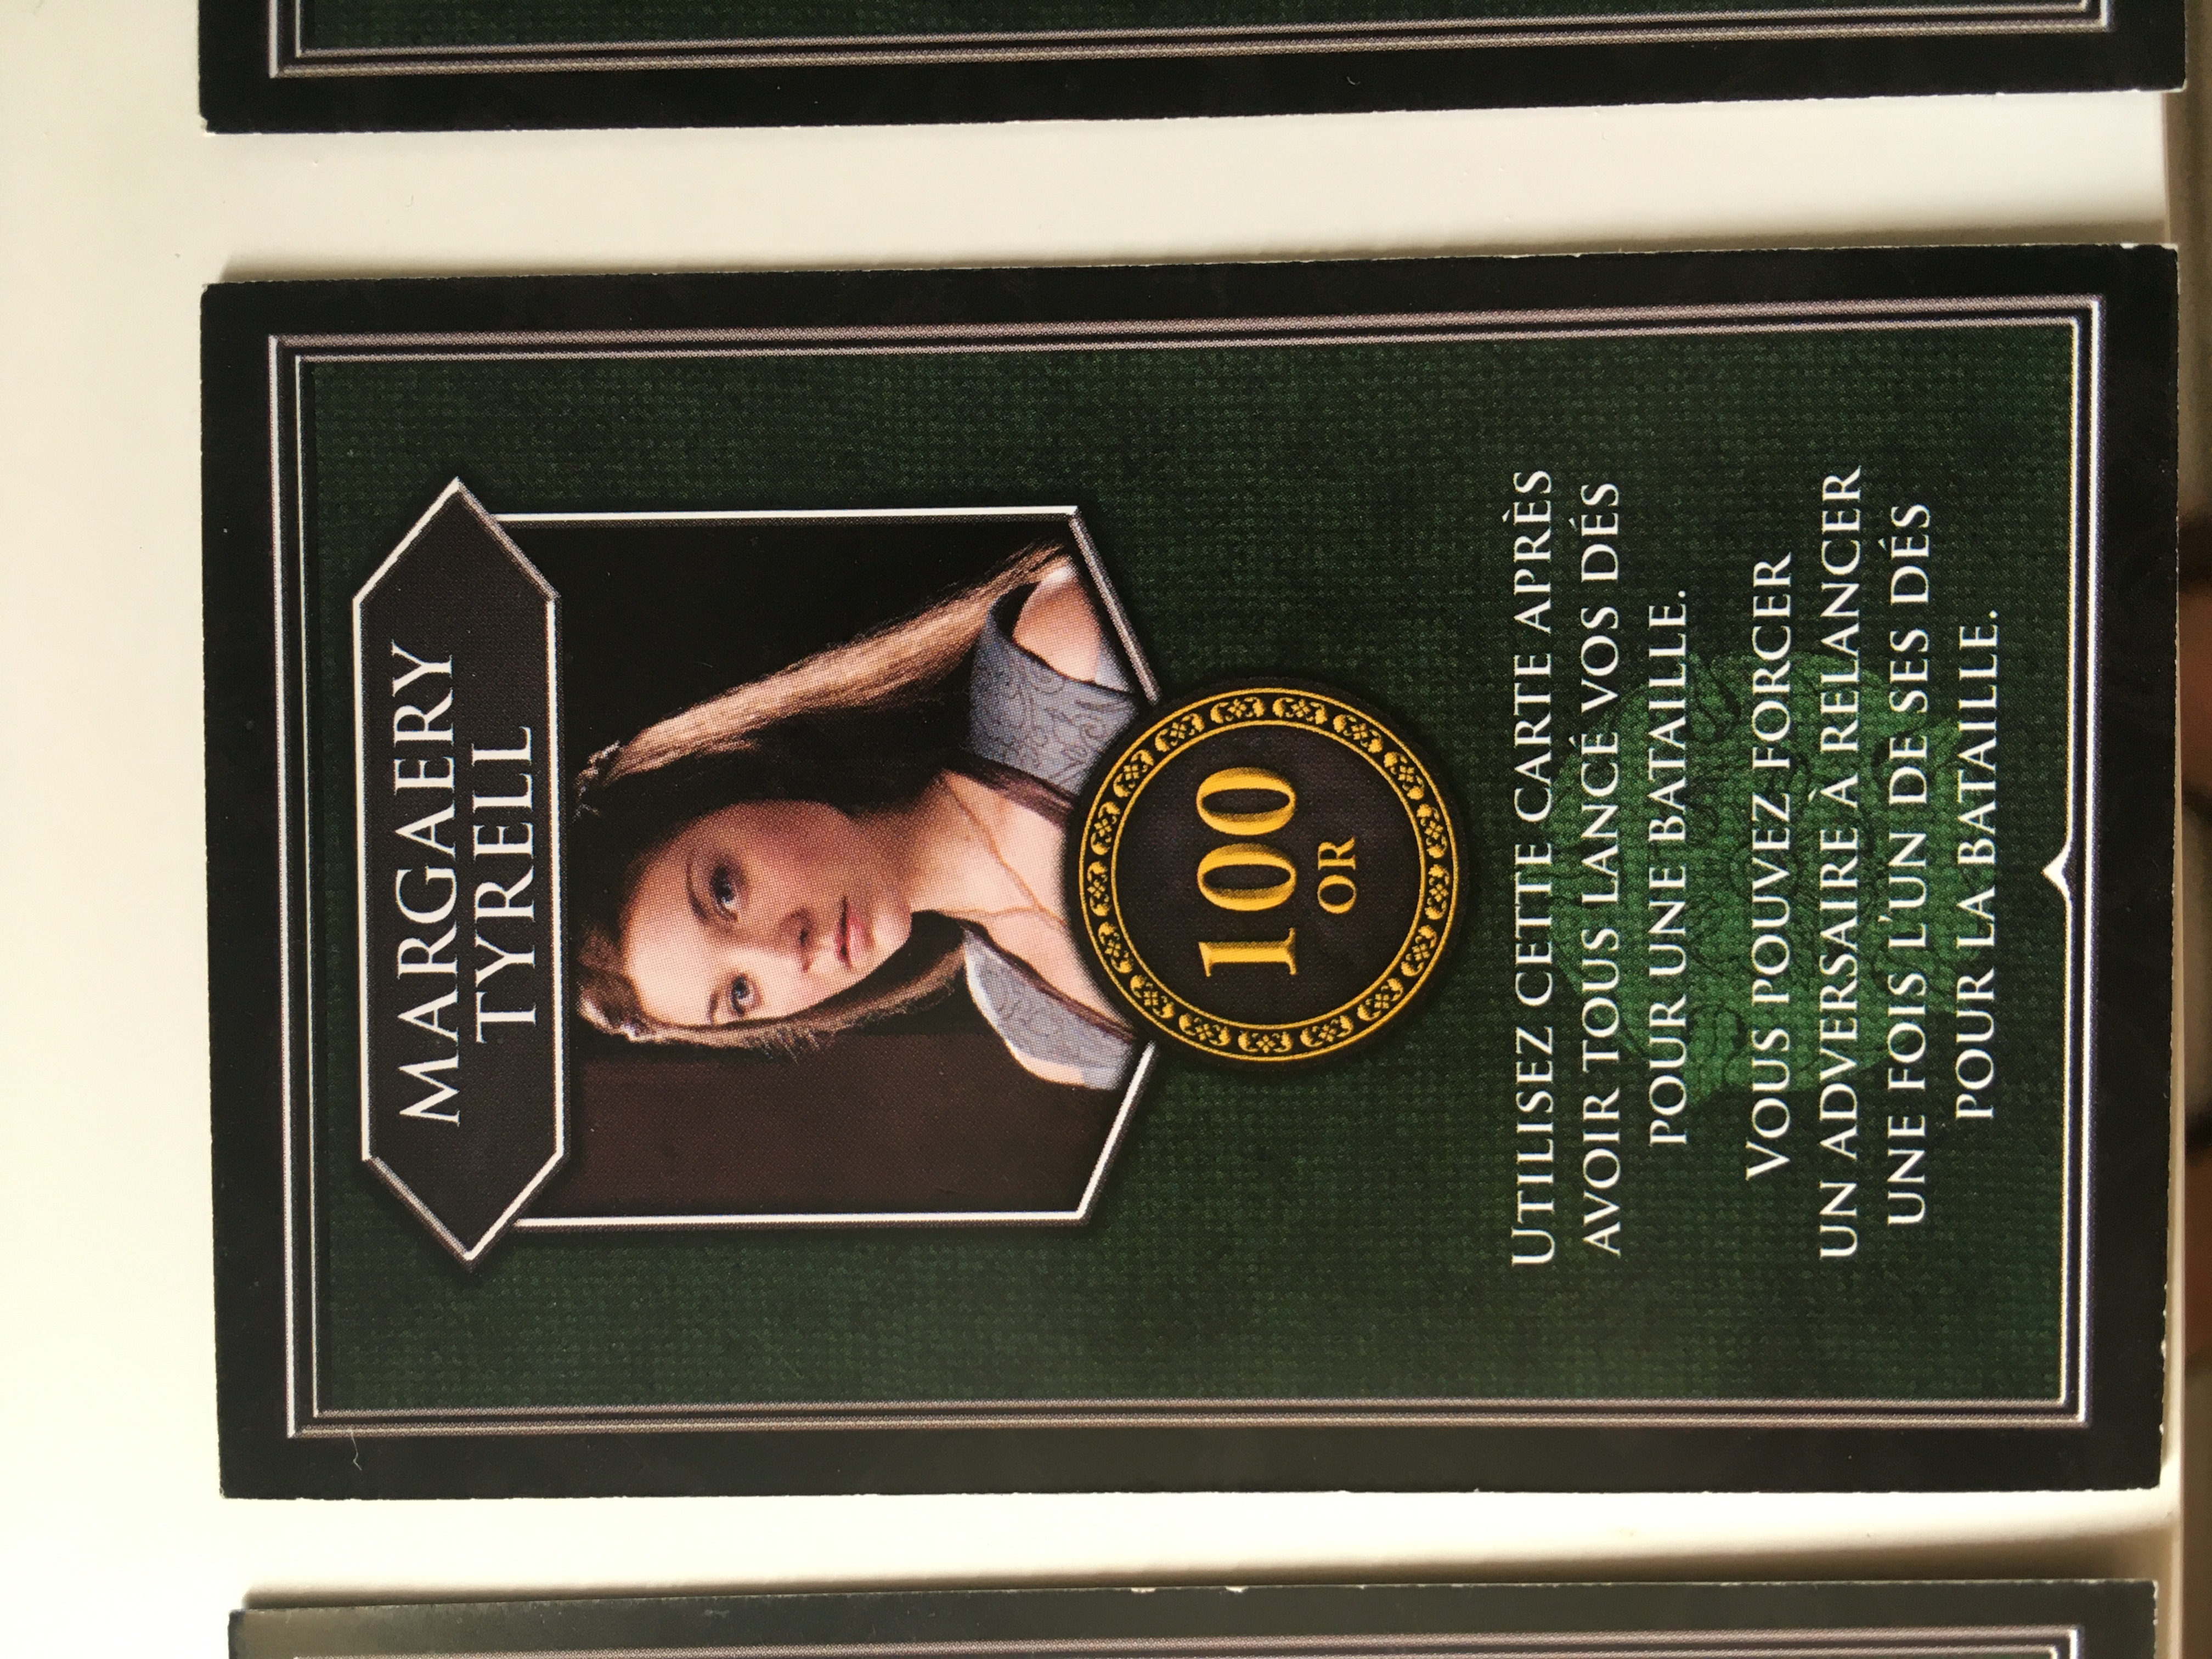 MARGAERY
TYRELL
100
OR
UTILISEZ CETTE CARTE APRÈS
AVOIR TOUS LANCÉ VOS DÉS
POUR UNE BATAILLE.
VOUS POUVEZ FORCER
UN ADVERSAIRE À RELANCER
UNE FOIS L'UN DE SES DÉS
POUR LA BATAILLE.